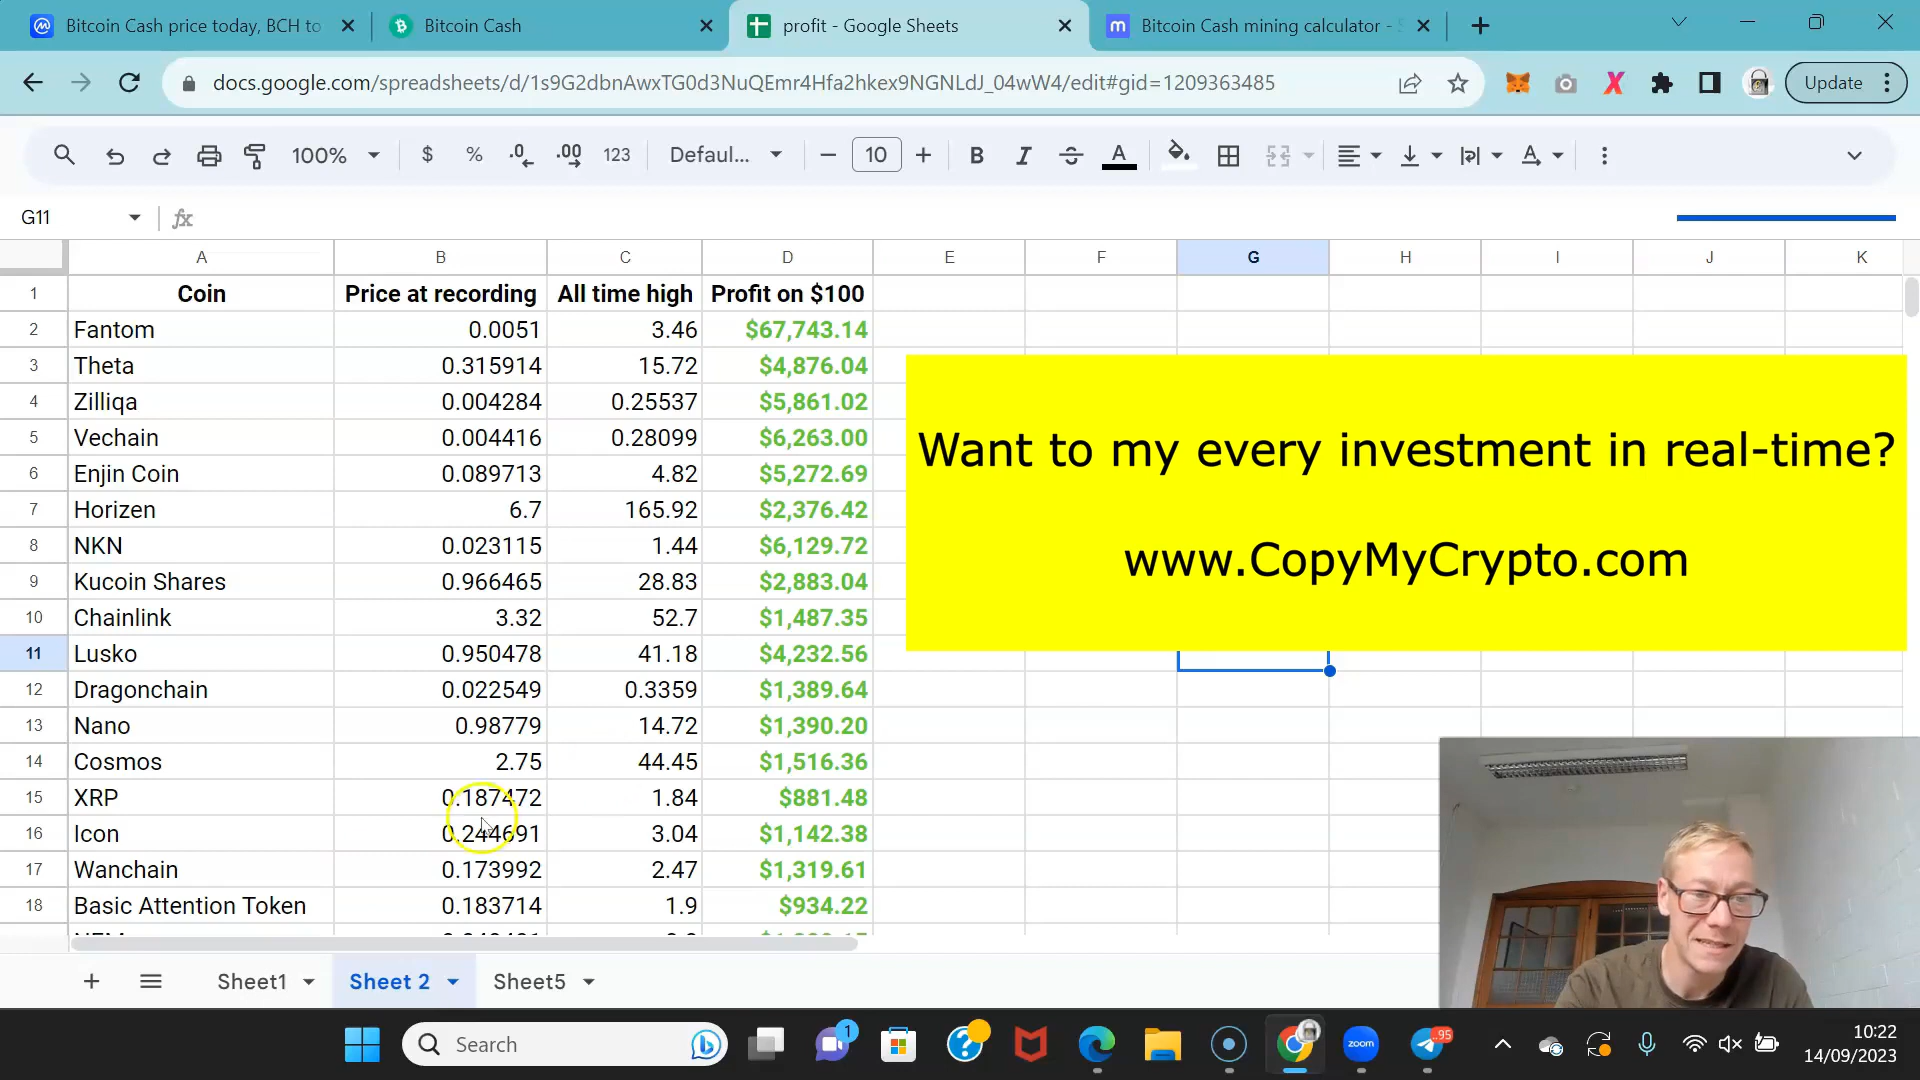 Bitcoin Cash price today, BCH to
Bitcoin Cash
profit - Google Sheets
Bitcoin Cash mining calculator -
docs.google.com/spreadsheets/d/1s9G2dbnAwxTG0d3NuQEmr4Hfa2hkex9NGNLdJ_04wW4/edit#gid=1209363485
Update
100%
$ % .0 .00 123
Defaul...
10
B I S A
G11
fx
A B C D E F G H I J K
1 Coin Price at recording All time high Profit on $100
2 Fantom 0.0051 3.46 $67,743.14
3 Theta 0.315914 15.72 $4,876.04
4 Zilliqa 0.004284 0.25537 $5,861.02
5 Vechain 0.004416 0.28099 $6,263.00
6 Enjin Coin 0.089713 4.82 $5,272.69
7 Horizen 6.7 165.92 $2,376.42
8 NKN 0.023115 1.44 $6,129.72
9 Kucoin Shares 0.966465 28.83 $2,883.04
10 Chainlink 3.32 52.7 $1,487.35
11 Lusko 0.950478 41.18 $4,232.56
12 Dragonchain 0.022549 0.3359 $1,389.64
13 Nano 0.98779 14.72 $1,390.20
14 Cosmos 2.75 44.45 $1,516.36
15 XRP 0.187472 1.84 $881.48
16 Icon 0.244691 3.04 $1,142.38
17 Wanchain 0.173992 2.47 $1,319.61
18 Basic Attention Token 0.183714 1.9 $934.22
Want to my every investment in real-time?
www.CopyMyCrypto.com
Sheet1
Sheet 2
Sheet5
Search
1
zoom
95
10:22
14/09/2023